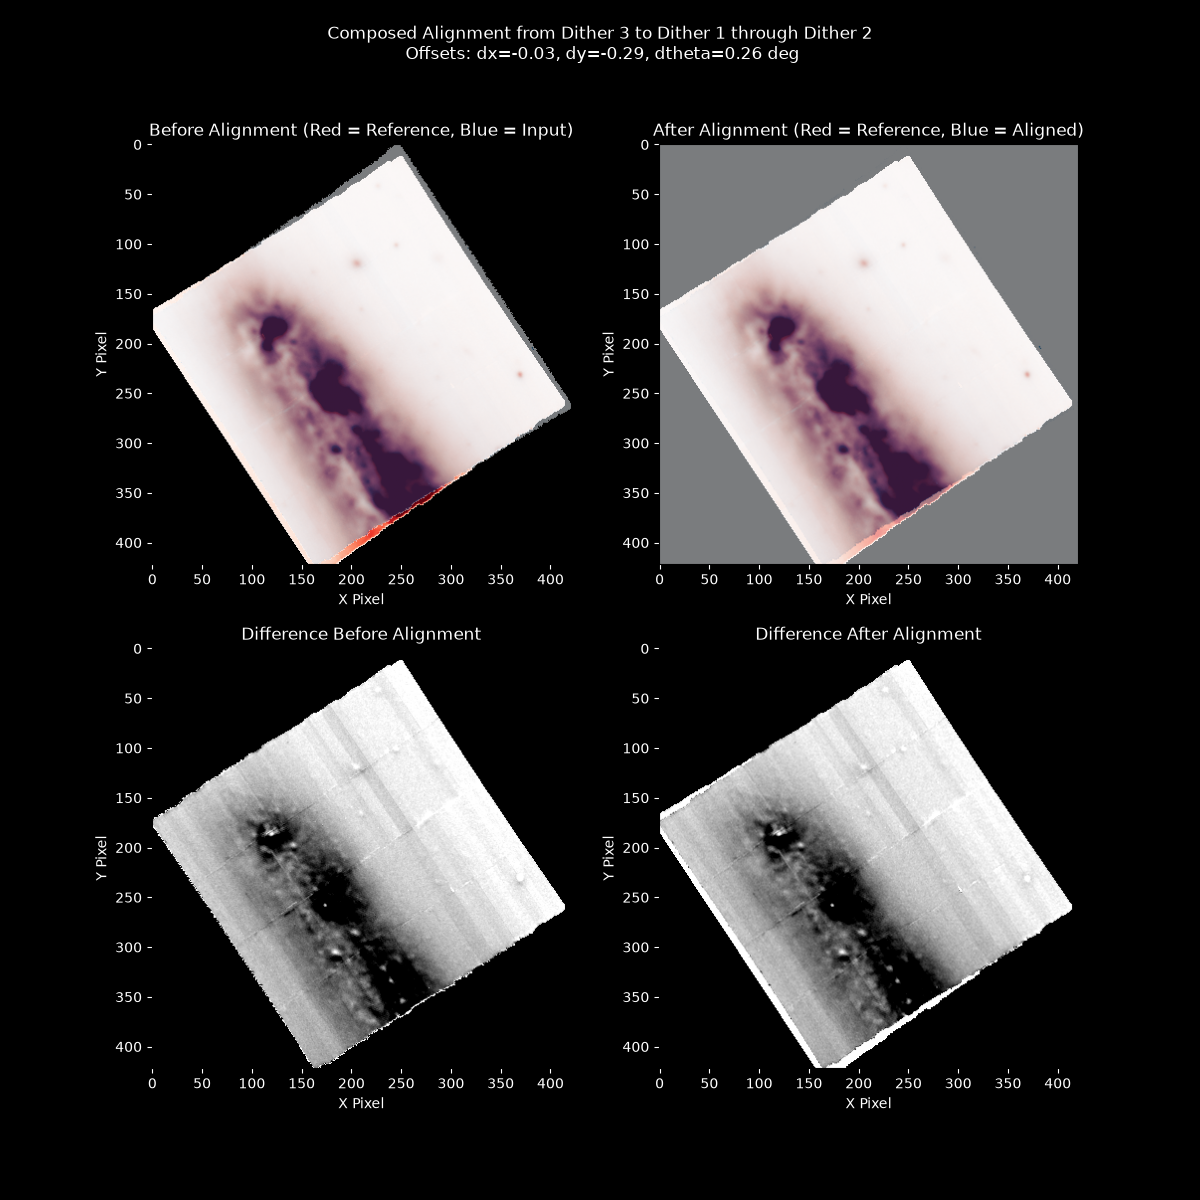 Composed Alignment from Dither 3 to Dither 1 through Dither 2
Offsets: dx=-0.03, dy=-0.29, dtheta=0.26 deg
Before Alignment (Red = Reference, Blue = Input)
0
50
100
150
200
250
300
350
400
Y Pixel
0 50 100 150 200 250 300 350 400
X Pixel
After Alignment (Red = Reference, Blue = Aligned)
0
50
100
150
200
250
300
350
400
Y Pixel
0 50 100 150 200 250 300 350 400
X Pixel
Difference Before Alignment
0
50
100
150
200
250
300
350
400
Y Pixel
0 50 100 150 200 250 300 350 400
X Pixel
Difference After Alignment
0
50
100
150
200
250
300
350
400
Y Pixel
0 50 100 150 200 250 300 350 400
X Pixel